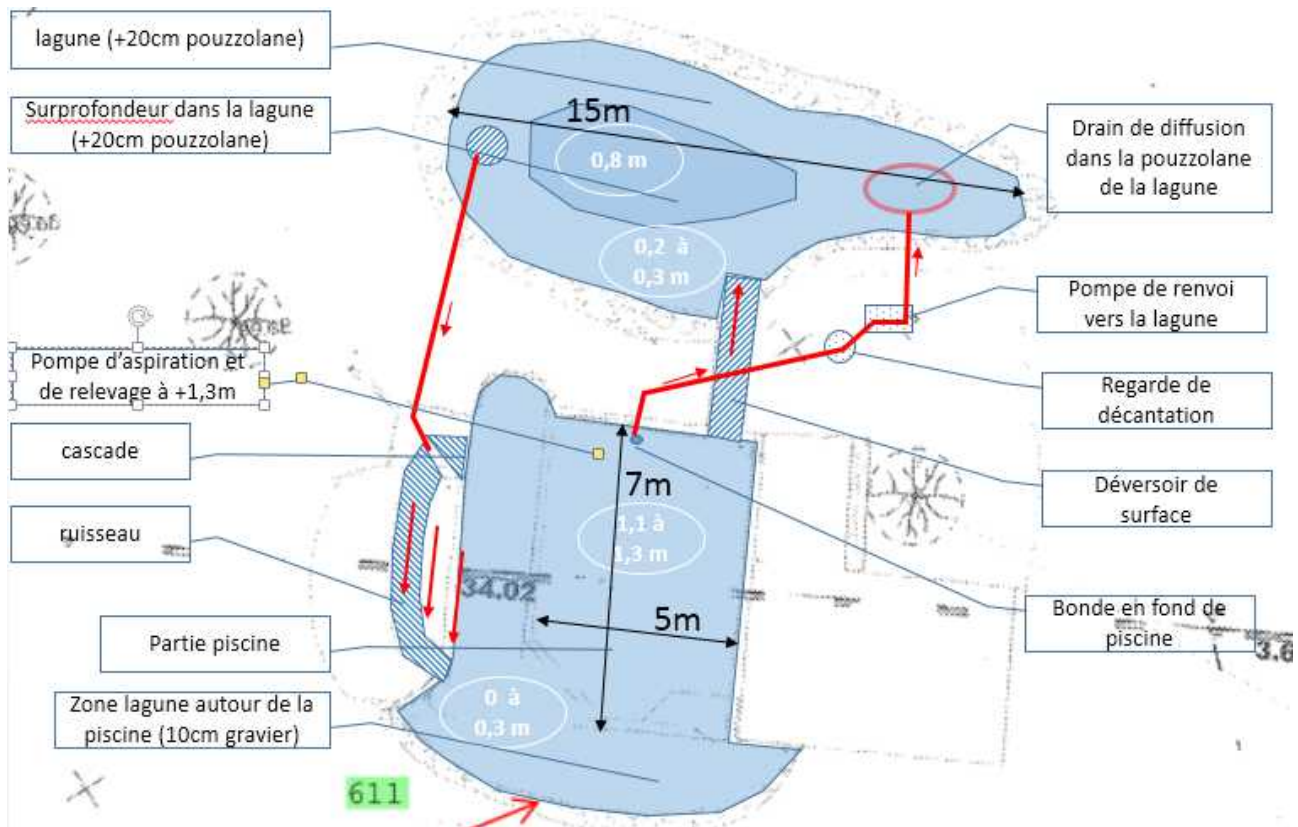 lagune (+20cm pouzzolane)
Surprofondeur dans la lagune
(+20cm pouzzolane)
15m
0,8 m
0,2 à
0,3 m
Drain de diffusion
dans la pouzzolane
de la lagune
Pompe de renvoi
vers la lagune
Pompe d'aspiration et
de relevage à +1,3m
Regarde de
décantation
cascade
7m
Déversoir de
surface
1,1 à
1,3 m
ruisseau
34.02
5m
Bonde en fond de
piscine
3.6
Partie piscine
Zone lagune autour de la
piscine (10cm gravier)
0 à
0,3 m
611